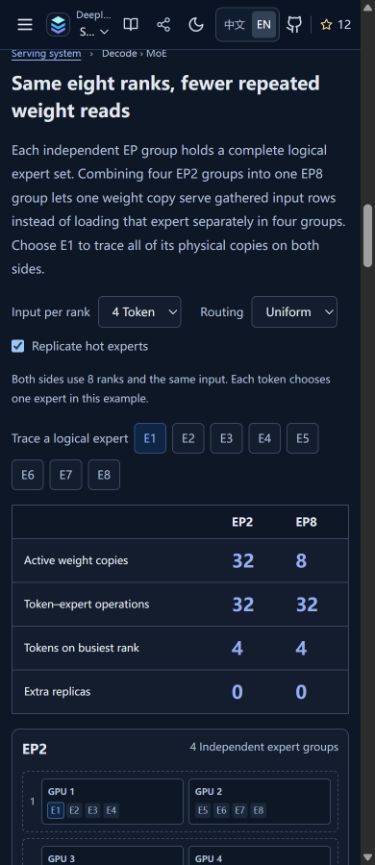 Deepl...
S...
中文
EN
12
Serving system › Decode › MoE
Same eight ranks, fewer repeated
weight reads
Each independent EP group holds a complete logical
expert set. Combining four EP2 groups into one EP8
group lets one weight copy serve gathered input rows
instead of loading that expert separately in four groups.
Choose E1 to trace all of its physical copies on both
sides.
Input per rank 4 Token Routing Uniform
Replicate hot experts
Both sides use 8 ranks and the same input. Each token chooses
one expert in this example.
Trace a logical expert E1 E2 E3 E4 E5
E6 E7 E8
EP2 EP8
Active weight copies 32 8
Token–expert operations 32 32
Tokens on busiest rank 4 4
Extra replicas 0 0
EP2 4 Independent expert groups
GPU 1 GPU 2
1 E1 E2 E3 E4 E5 E6 E7 E8
GPU 3 GPU 4